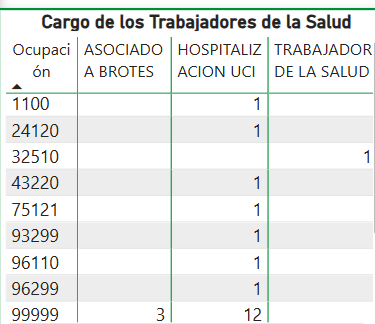 Cargo de los Trabajadores de la Salud
Ocupaci ASOCIADO HOSPITALIZ TRABAJADOR
ón A BROTES ACION UCI DE LA SALUD
1100 1
24120 1
32510 1
43220 1
75121 1
93299 1
96110 1
96299 1
99999 3 12